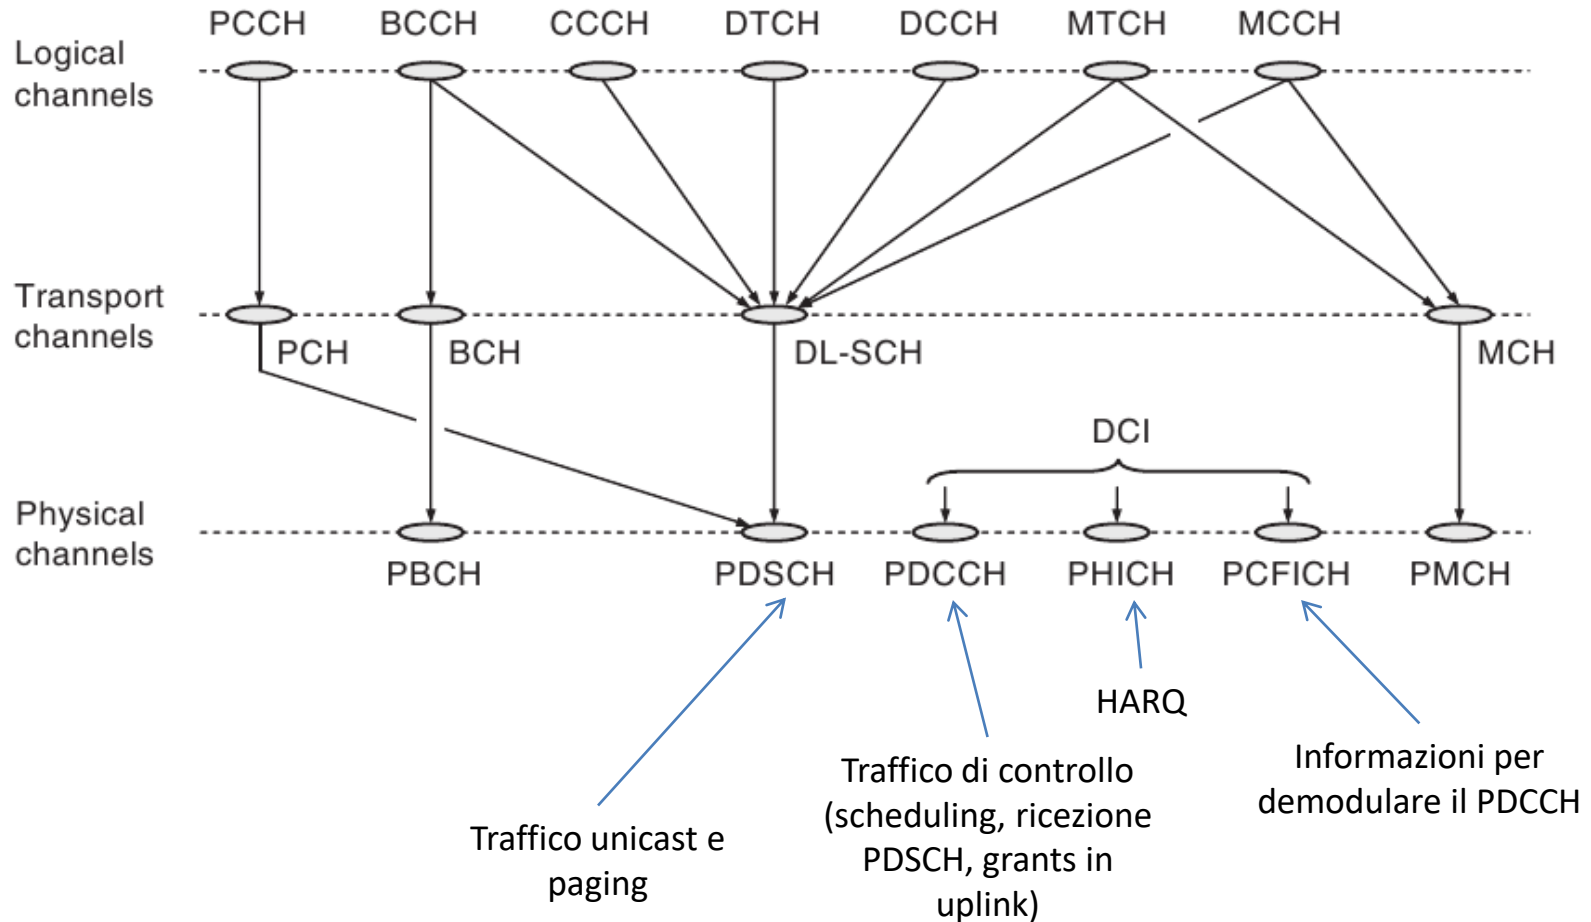 PCCH BCCH CCCH DTCH DCCH MTCH MCCH
Logical
channels
Transport
channels
PCH BCH DL-SCH MCH
DCI
Physical
channels
PBCH PDSCH PDCCH PHICH PCFICH PMCH
HARQ
Traffico unicast e
paging
Traffico di controllo
(scheduling, ricezione
PDSCH, grants in
uplink)
Informazioni per
demodulare il PDCCH